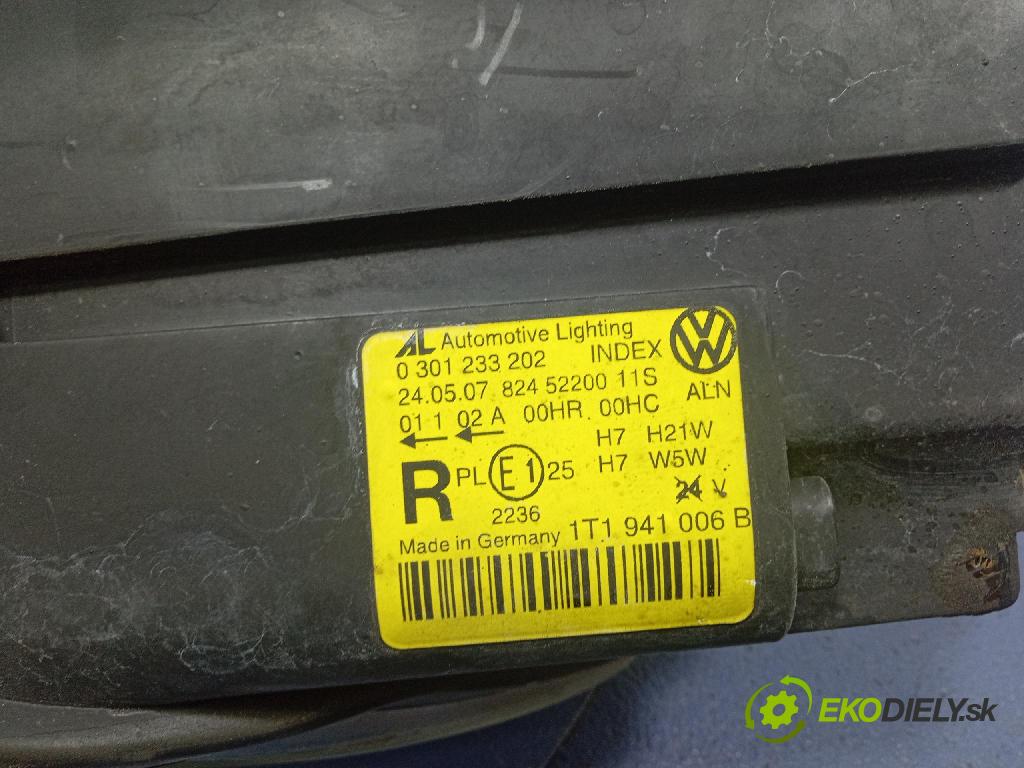 AL Automotive Lighting
0 301 233 202 INDEX
24.05.07 824 52200 11S ALN
01 1 02 A 00HR 00HC
H7 H21W
R PL E1 25 H7 W5W
24 V
2236
Made in Germany 1T1 941 006 B
EKODIELY.sk